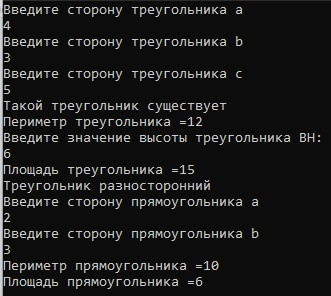 Введите сторону треугольника a
4
Введите сторону треугольника b
3
Введите сторону треугольника c
5
Такой треугольник существует
Периметр треугольника =12
Введите значение высоты треугольника BH:
6
Площадь треугольника =15
Треугольник разносторонний
Введите сторону прямоугольника a
2
Введите сторону прямоугольника b
3
Периметр прямоугольника =10
Площадь прямоугольника =6